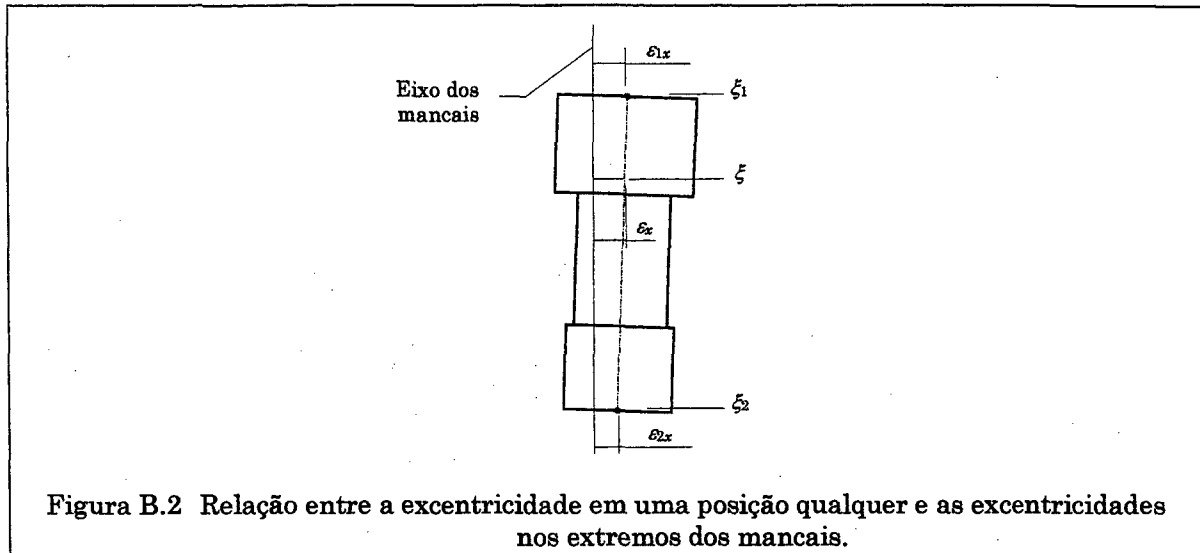 ε1x
Eixo dos
mancais
ξ1
ξ
εx
ξ2
ε2x
Figura B.2 Relação entre a excentricidade em uma posição qualquer e as excentricidades
nos extremos dos mancais.